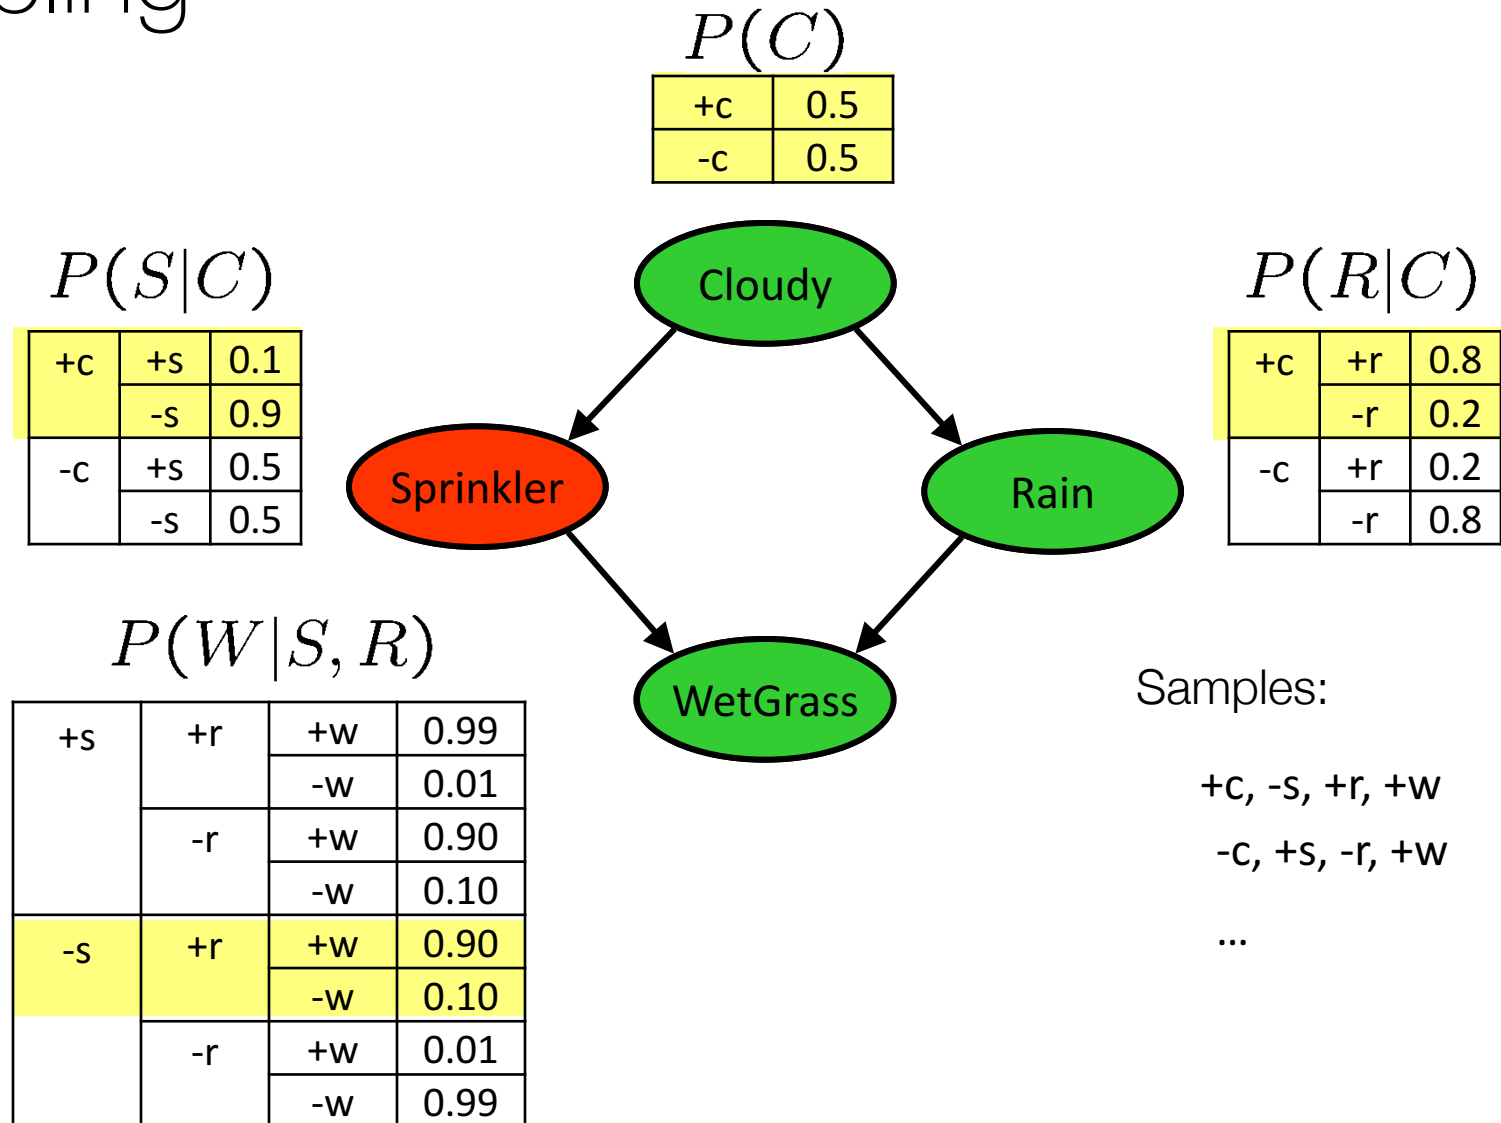 P(C)
+c 0.5
-c 0.5
P(S|C)
+c +s 0.1
-s 0.9
-c +s 0.5
-s 0.5
Cloudy
P(R|C)
+c +r 0.8
-r 0.2
-c +r 0.2
-r 0.8
Sprinkler
Rain
P(W|S, R)
+s +r +w 0.99
-w 0.01
-r +w 0.90
-w 0.10
-s +r +w 0.90
-w 0.10
-r +w 0.01
-w 0.99
WetGrass
Samples:
+c, -s, +r, +w
-c, +s, -r, +w
...